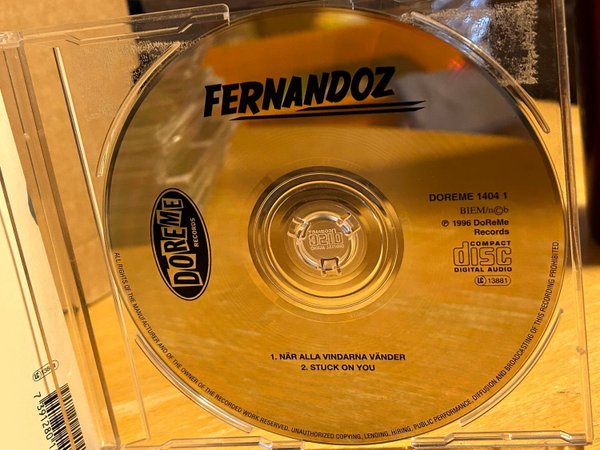 FERNANDOZ
DOREME
RECORDS
DOREME 1404 1
BIEM/n©b
℗ 1996 DoReMe
Records
COMPACT
disc
DIGITAL AUDIO
LC 13881
1. NÄR ALLA VINDARNA VÄNDER
2. STUCK ON YOU
ALL RIGHTS OF THE MANUFACTURER AND OF THE OWNER OF THE RECORDED WORK RESERVED. UNAUTHORIZED COPYING, LENDING, HIRING, PUBLIC PERFORMANCE, DIFFUSION AND BROADCASTING OF THIS RECORDING PROHIBITED.